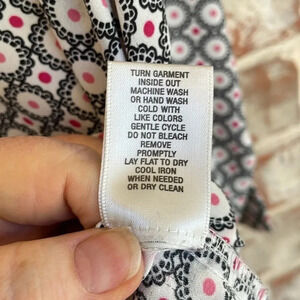 TURN GARMENT
INSIDE OUT
MACHINE WASH
OR HAND WASH
COLD WITH
LIKE COLORS
GENTLE CYCLE
DO NOT BLEACH
REMOVE
PROMPTLY
LAY FLAT TO DRY
COOL IRON
WHEN NEEDED
OR DRY CLEAN